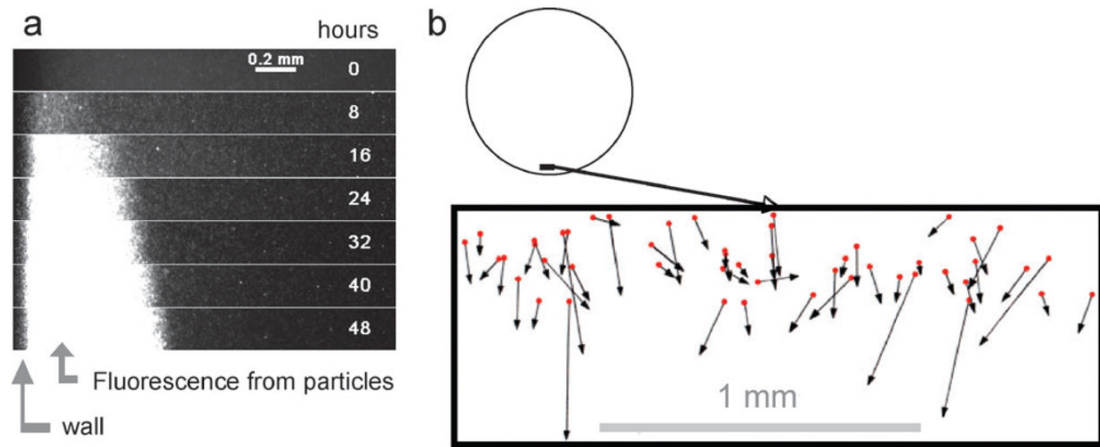 a
hours
0.2 mm
0
8
16
24
32
40
48
Fluorescence from particles
wall
b
1 mm